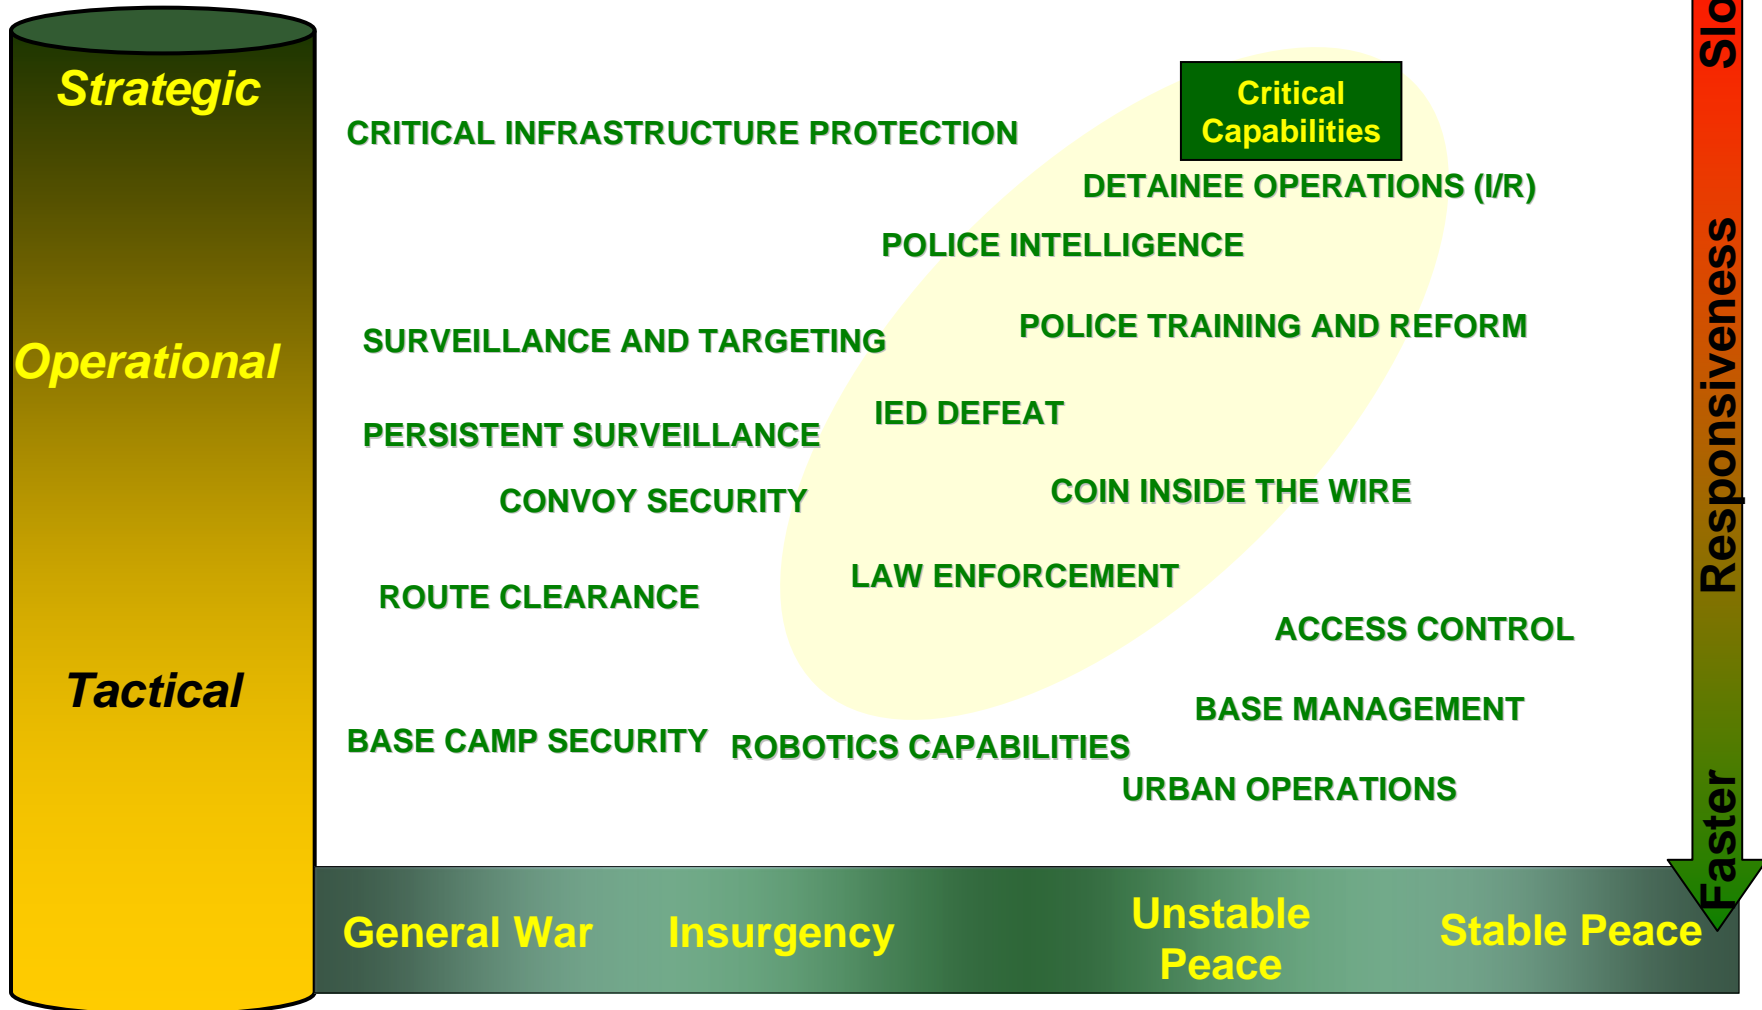 Strategic
Critical
Capabilities
CRITICAL INFRASTRUCTURE PROTECTION
DETAINEE OPERATIONS (I/R)
POLICE INTELLIGENCE
SURVEILLANCE AND TARGETING
POLICE TRAINING AND REFORM
Operational
IED DEFEAT
PERSISTENT SURVEILLANCE
CONVOY SECURITY
COIN INSIDE THE WIRE
LAW ENFORCEMENT
ROUTE CLEARANCE
ACCESS CONTROL
Tactical
BASE MANAGEMENT
BASE CAMP SECURITY
ROBOTICS CAPABILITIES
URBAN OPERATIONS
General War
Insurgency
Unstable
Peace
Stable Peace
Faster Responsiveness Slo